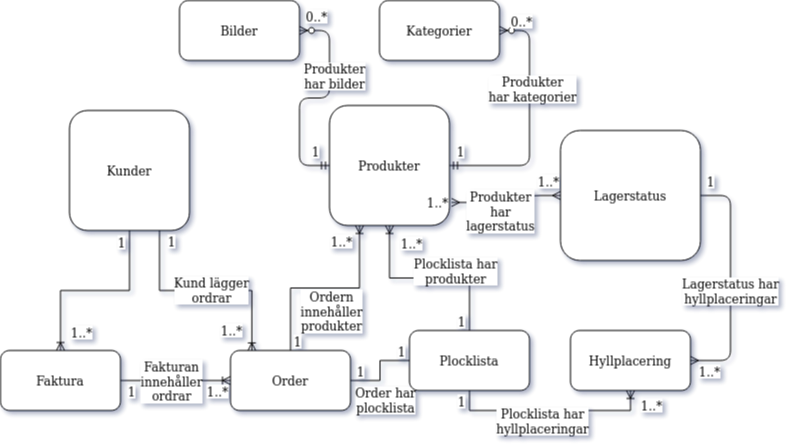 Bilder
0..*
Kategorier
0..*
Produkter
har bilder
Produkter
har kategorier
Kunder
1
Produkter
1
1..*
Produkter
har
lagerstatus
1..*
Lagerstatus
1
1
1
1..*
1..*
Kund lägger
ordrar
Plocklista har
produkter
Lagerstatus har
hyllplaceringar
Ordern
innehåller
produkter
1..*
1..*
1
1
Faktura
1
Fakturan
innehåller
ordrar
1..*
Order
1
Order har
plocklista
1
Plocklista
1
Plocklista har
hyllplaceringar
Hyllplacering
1..*
1..*